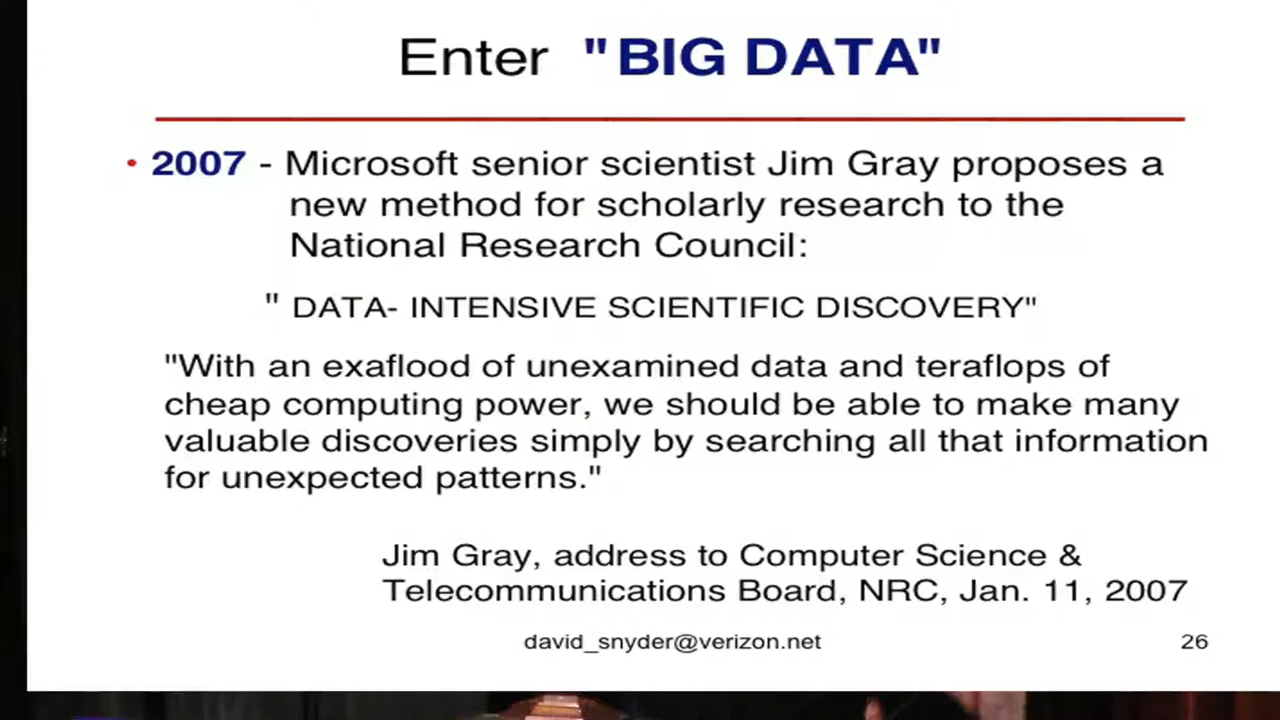 Enter "BIG DATA"
• 2007 - Microsoft senior scientist Jim Gray proposes a
new method for scholarly research to the
National Research Council:
" DATA- INTENSIVE SCIENTIFIC DISCOVERY"
"With an exaflood of unexamined data and teraflops of
cheap computing power, we should be able to make many
valuable discoveries simply by searching all that information
for unexpected patterns."
Jim Gray, address to Computer Science &
Telecommunications Board, NRC, Jan. 11, 2007
david_snyder@verizon.net 26